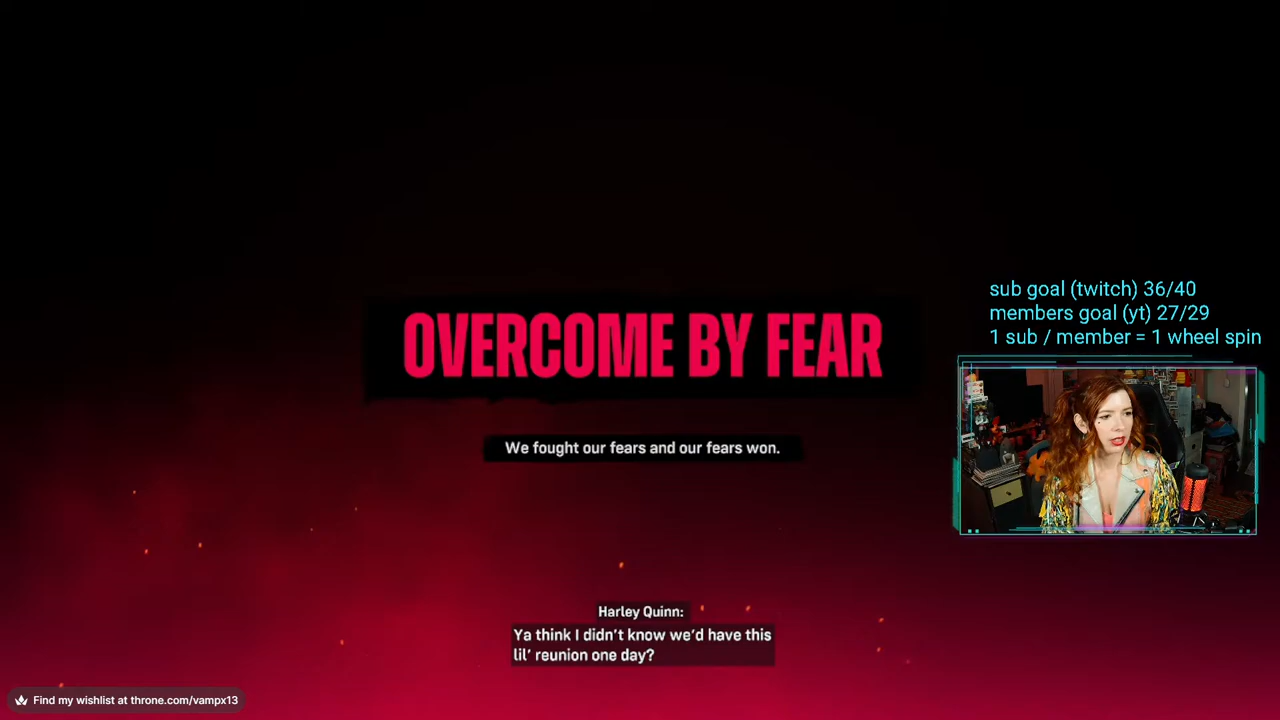 sub goal (twitch) 36/40
members goal (yt) 27/29
1 sub / member = 1 wheel spin
OVERCOME BY FEAR
We fought our fears and our fears won.
Harley Quinn:
Ya think I didn't know we'd have this
lil' reunion one day?
Find my wishlist at throne.com/vampx13